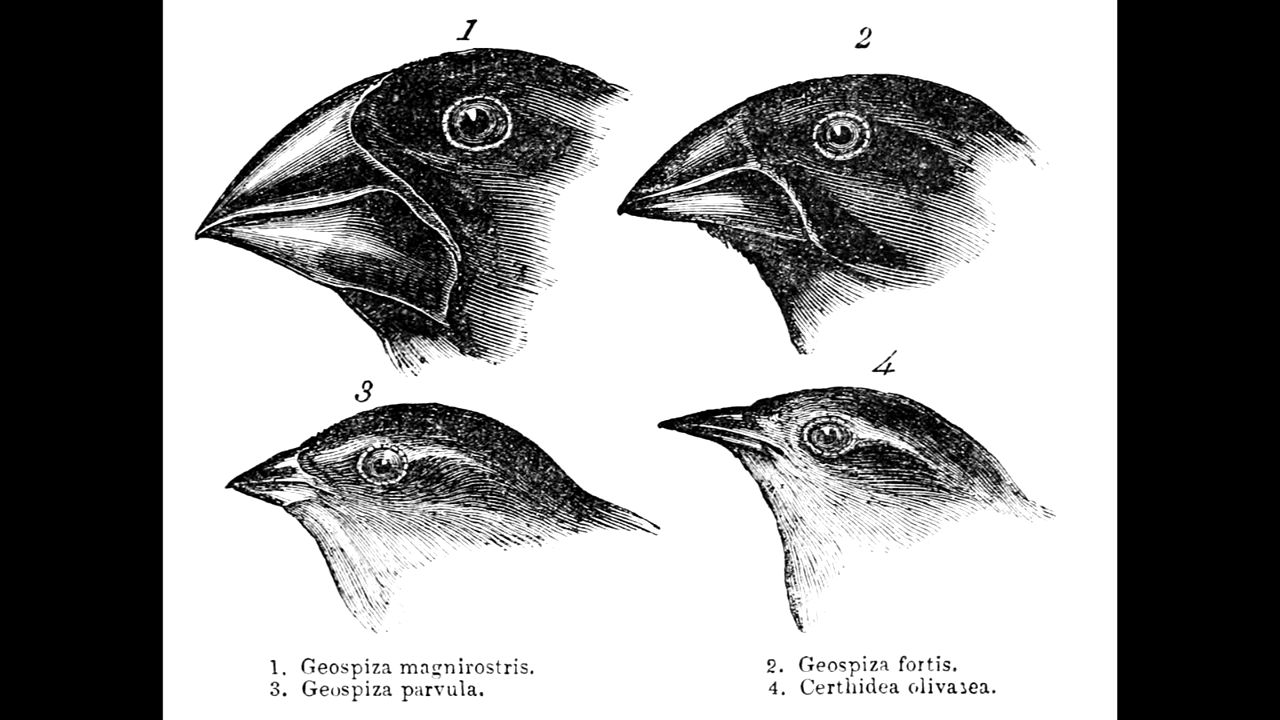 1
2
3
4
1. Geospiza magnirostris.
2. Geospiza fortis.
3. Geospiza parvula.
4. Certhidea olivasea.